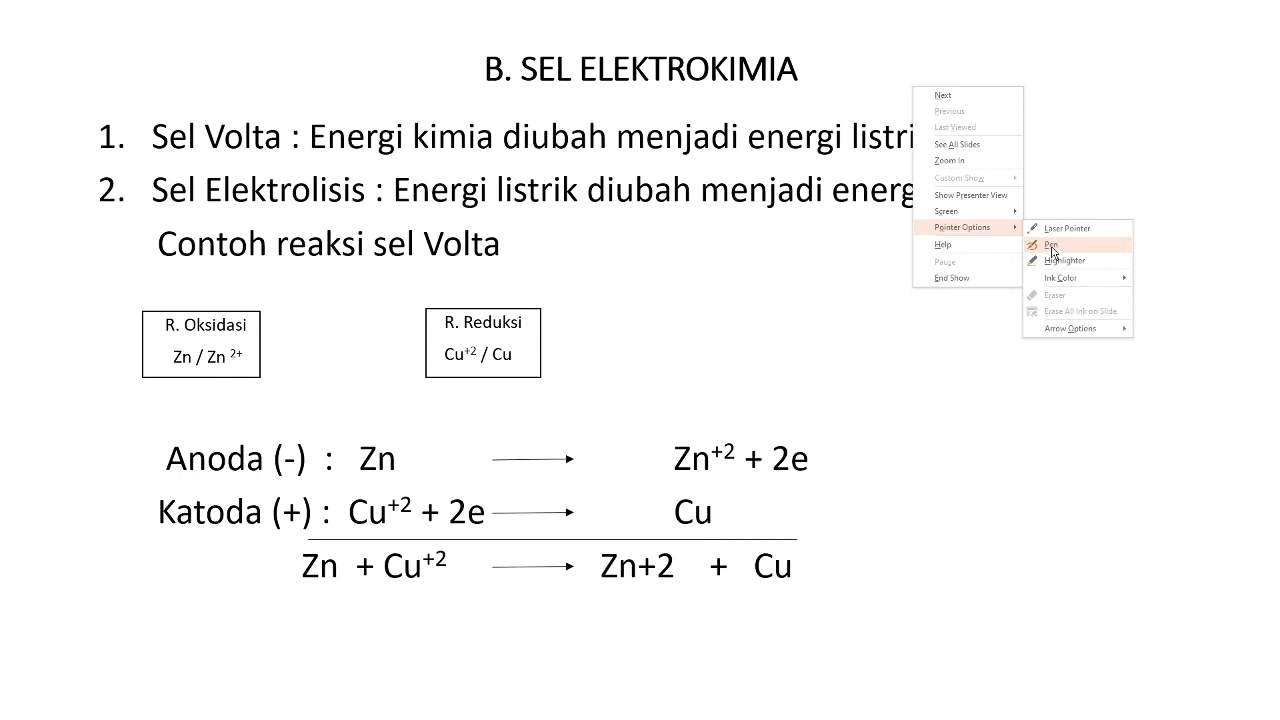 B. SEL ELEKTROKIMIA
1. Sel Volta : Energi kimia diubah menjadi energi
2. Sel Elektrolisis : Energi listrik diubah menjadi
Contoh reaksi sel Volta
R. Oksidasi
Zn / Zn 2+
R. Reduksi
Cu+2 / Cu
Anoda (-) : Zn ⟶ Zn+2 + 2e
Katoda (+) : Cu+2 + 2e ⟶ Cu
Zn + Cu+2 ⟶ Zn+2 + Cu
Next
Previous
Last Viewed
See All Slides
Zoom In
Custom Show
Show Presenter View
Screen
Pointer Options
Help
Pause
End Show
Laser Pointer
Pen
Highlighter
Ink Color
Eraser
Erase All Ink on Slide
Arrow Options